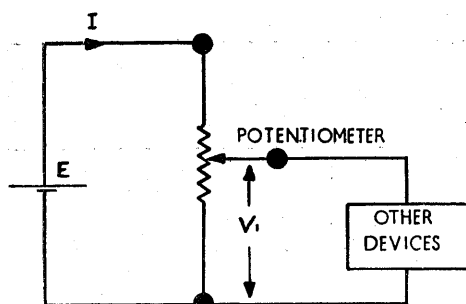 I
POTENTIOMETER
E
V₁
OTHER
DEVICES